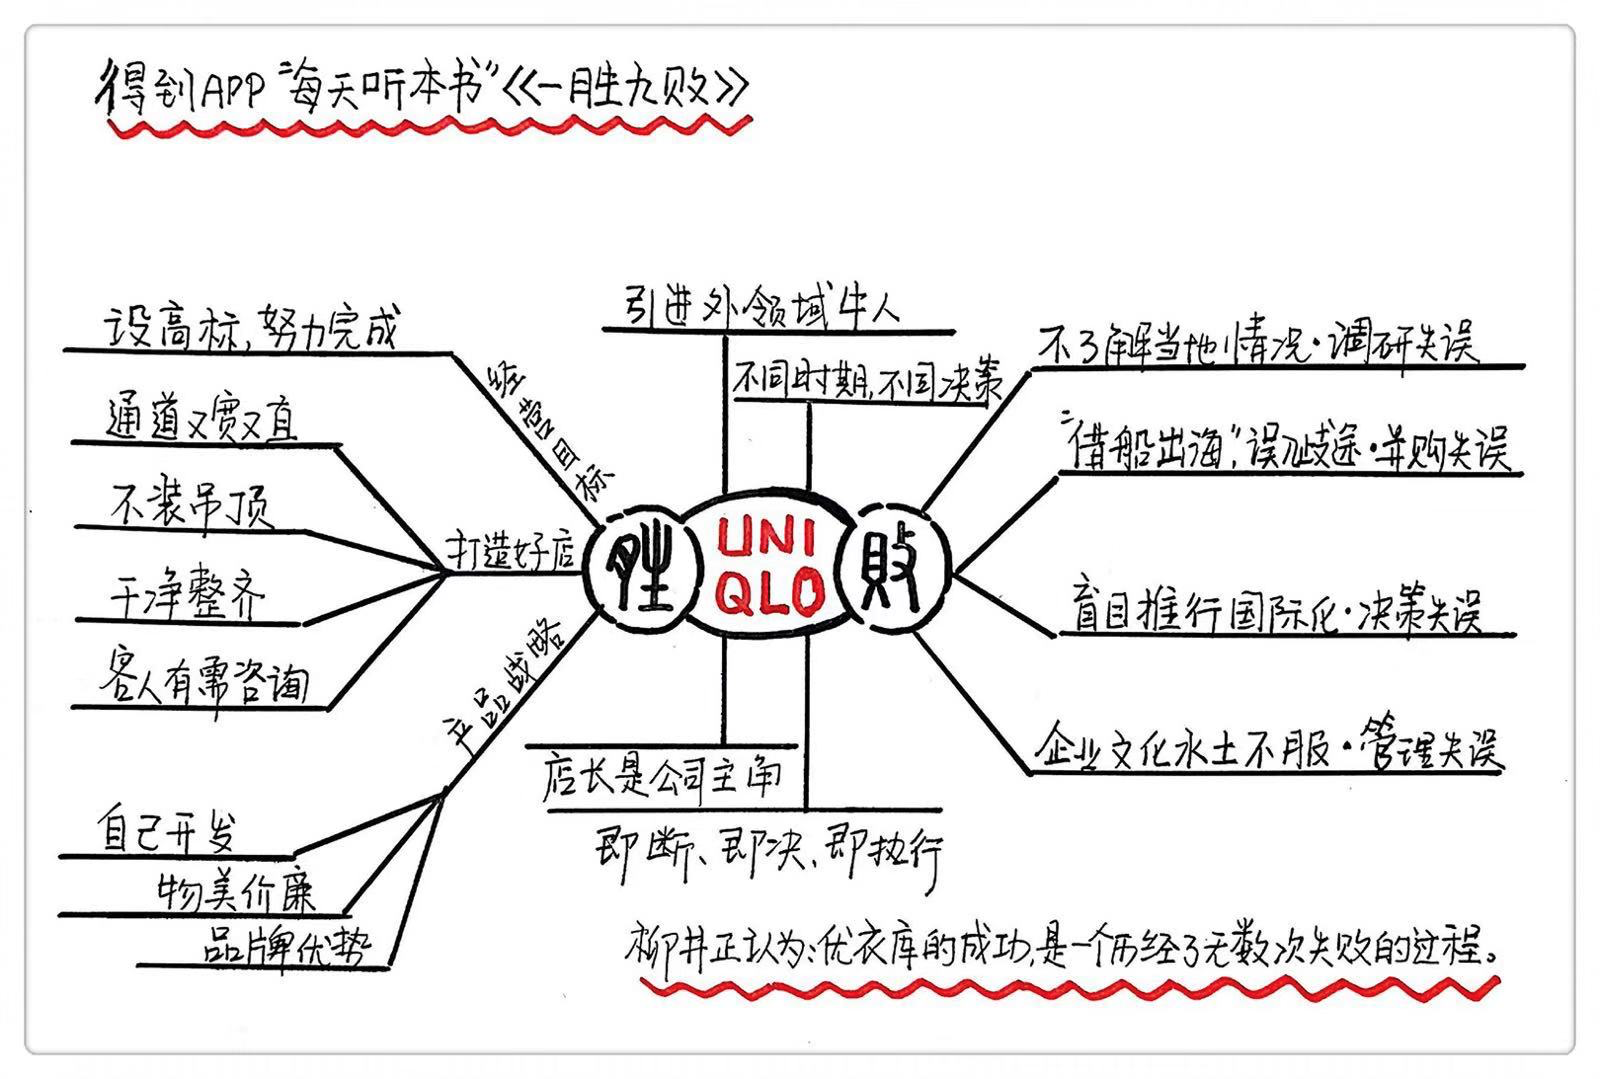 得到APP“每天听本书”《一胜九败》
引进外领域牛人
不同时期,不同决策
设高标,努力完成
经营目标
通道又宽又直
不装吊顶
干净整齐
客人有需咨询
打造好店
产品战略
自己开发
物美价廉
品牌优势
胜
UNI
QLO
敗
不了解当地情况·调研失误
“借船出海”,误入歧途·并购失误
盲目推行国际化·决策失误
企业文化水土不服·管理失误
店长是公司主角
即断、即决、即执行
柳井正认为:优衣库的成功,是一个历经了无数次失败的过程。